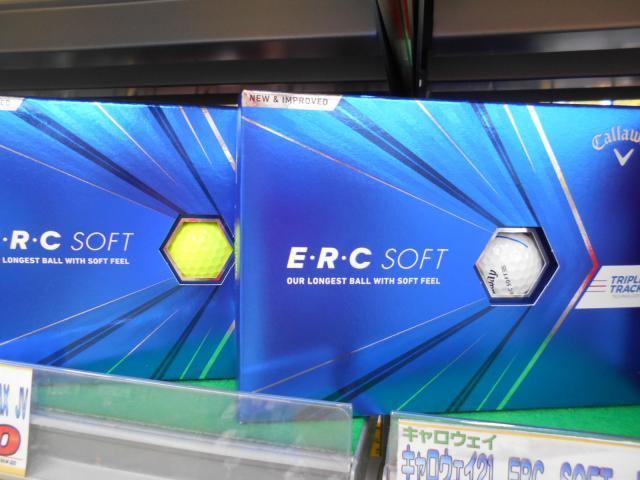 NEW & IMPROVED
Callaw
R·C SOFT
LONGEST BALL WITH SOFT FEEL
E·R·C SOFT
OUR LONGEST BALL WITH SOFT FEEL
TRIPLE
TRACK
キャロウェイ
キャロウェイ21 ERC SOFT